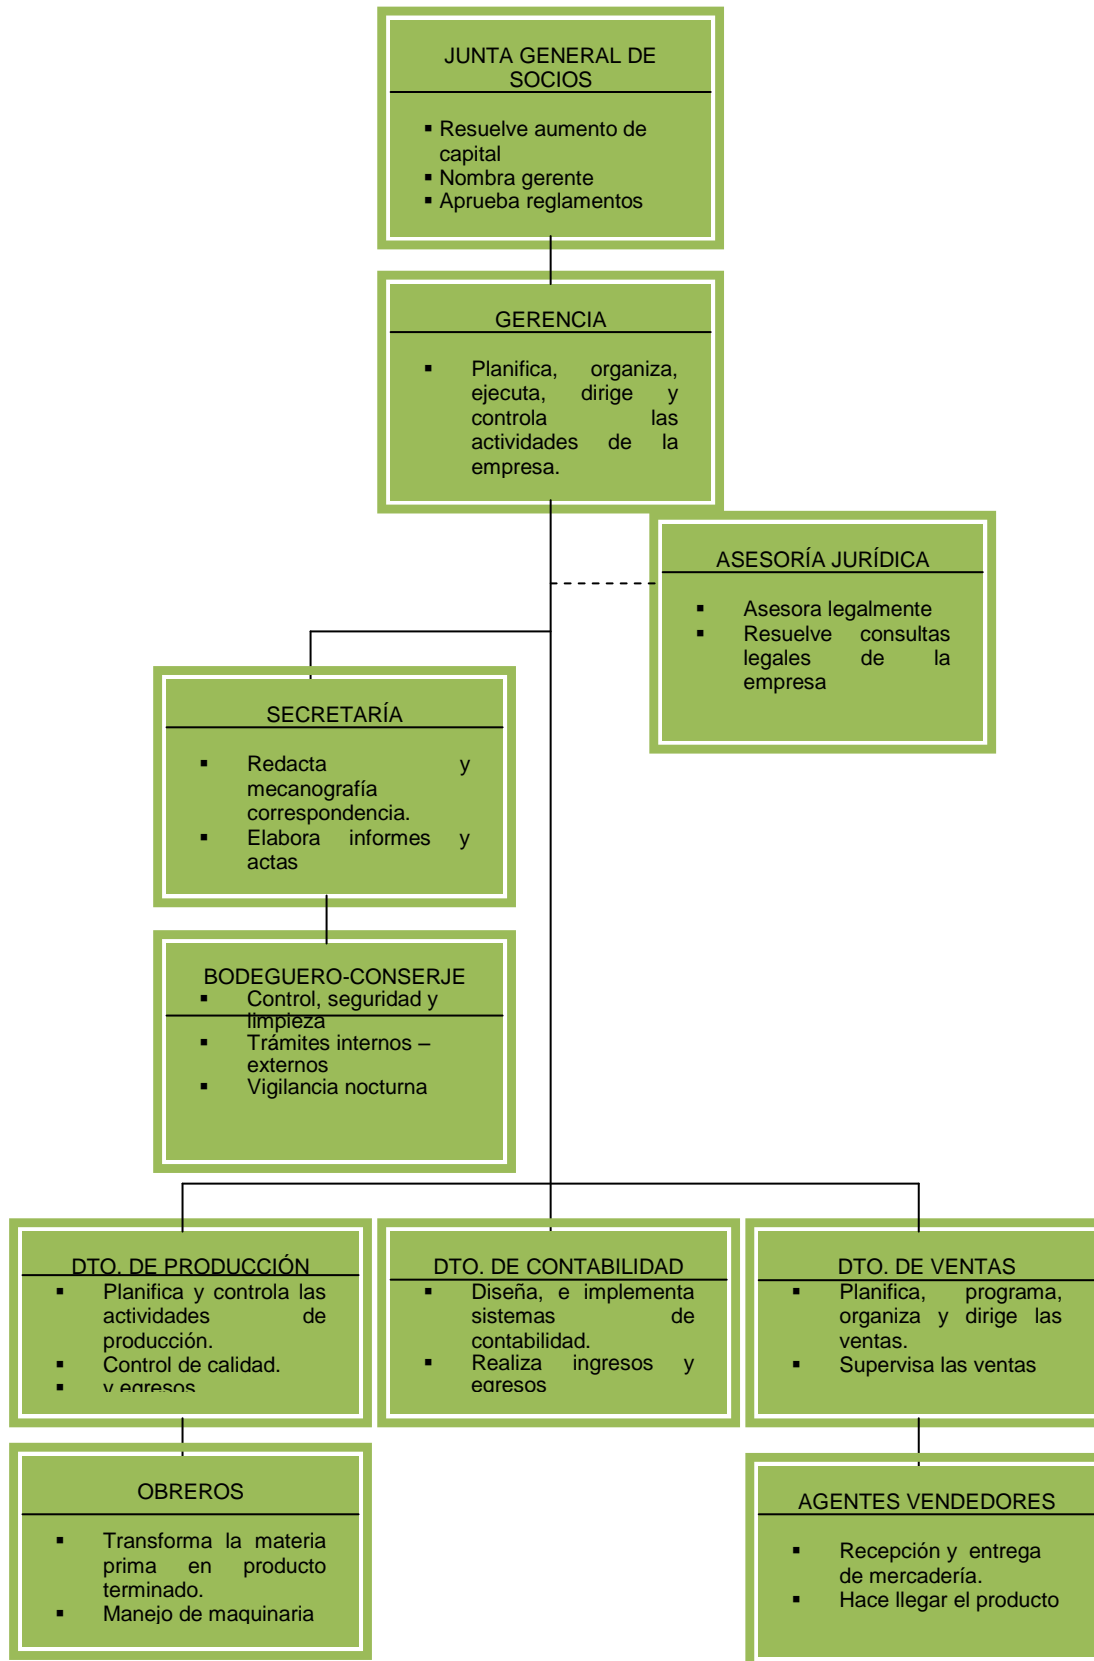 JUNTA GENERAL DE
SOCIOS
▪ Resuelve aumento de
capital
▪ Nombra gerente
▪ Aprueba reglamentos
GERENCIA
▪ Planifica, organiza,
ejecuta, dirige y
controla las
actividades de la
empresa.
ASESORÍA JURÍDICA
▪ Asesora legalmente
▪ Resuelve consultas
legales de la
empresa
SECRETARÍA
▪ Redacta y
mecanografía
correspondencia.
▪ Elabora informes y
actas
BODEGUERO-CONSERJE
▪ Control, seguridad y
limpieza
▪ Trámites internos –
externos
▪ Vigilancia nocturna
DTO. DE PRODUCCIÓN
▪ Planifica y controla las
actividades de
producción.
▪ Control de calidad.
▪ y egresos
DTO. DE CONTABILIDAD
▪ Diseña, e implementa
sistemas de
contabilidad.
▪ Realiza ingresos y
egresos
DTO. DE VENTAS
▪ Planifica, programa,
organiza y dirige las
ventas.
▪ Supervisa las ventas
OBREROS
▪ Transforma la materia
prima en producto
terminado.
▪ Manejo de maquinaria
AGENTES VENDEDORES
▪ Recepción y entrega
de mercadería.
▪ Hace llegar el producto